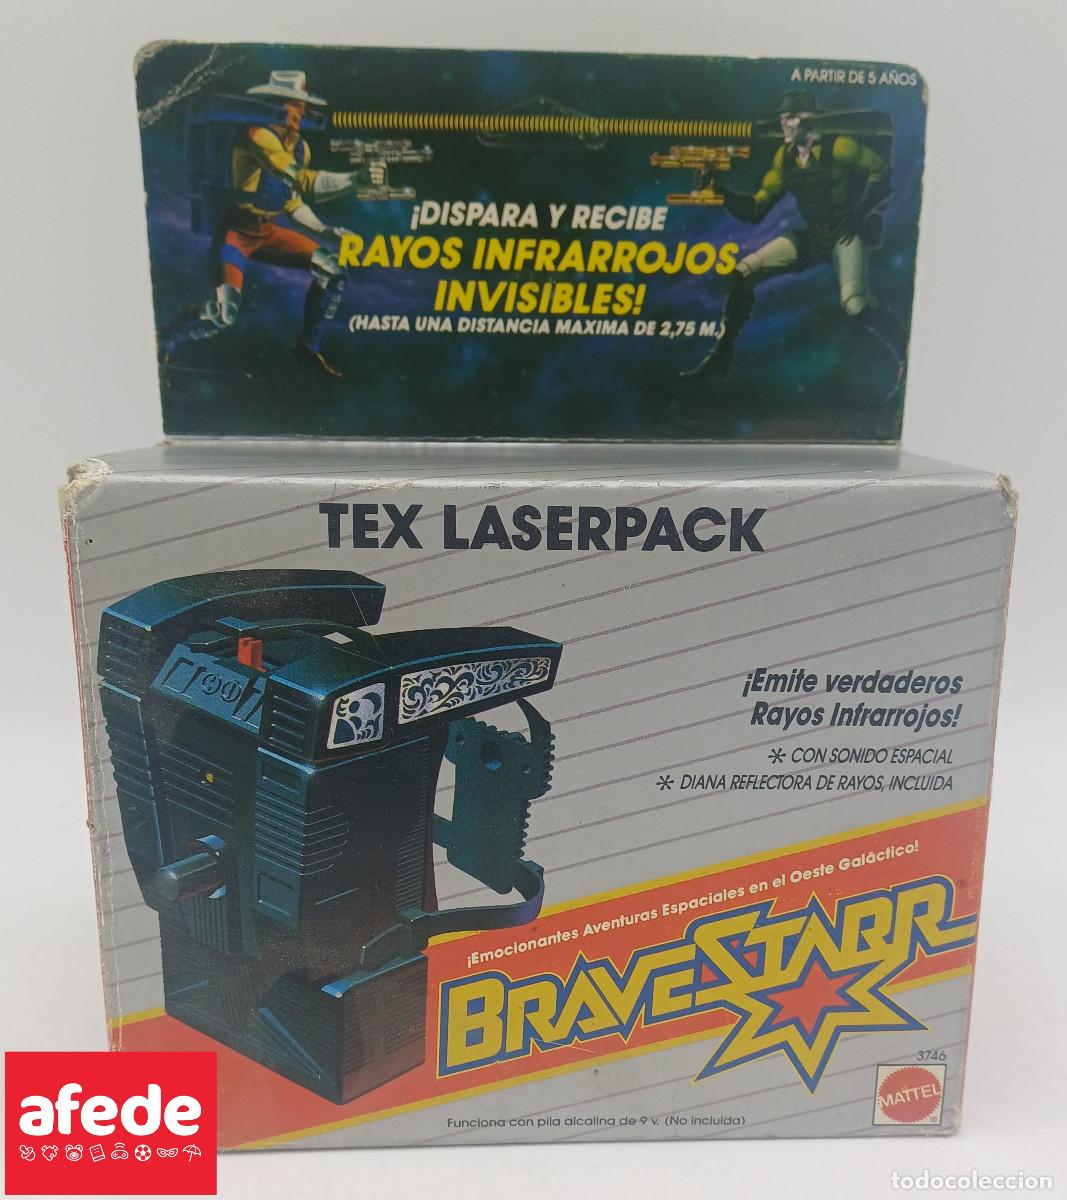 A PARTIR DE 5 AÑOS
¡DISPARA Y RECIBE
RAYOS INFRARROJOS
INVISIBLES!
(HASTA UNA DISTANCIA MAXIMA DE 2,75 M.)
TEX LASERPACK
¡Emite verdaderos
Rayos Infrarrojos!
* CON SONIDO ESPACIAL
* DIANA REFLECTORA DE RAYOS, INCLUIDA
¡Emocionantes Aventuras Espaciales en el Oeste Galáctico!
BRAVESTARR®
3746
MATTEL®
Funciona con pila alcalina de 9 v. (No incluida)
afede
todocoleccion